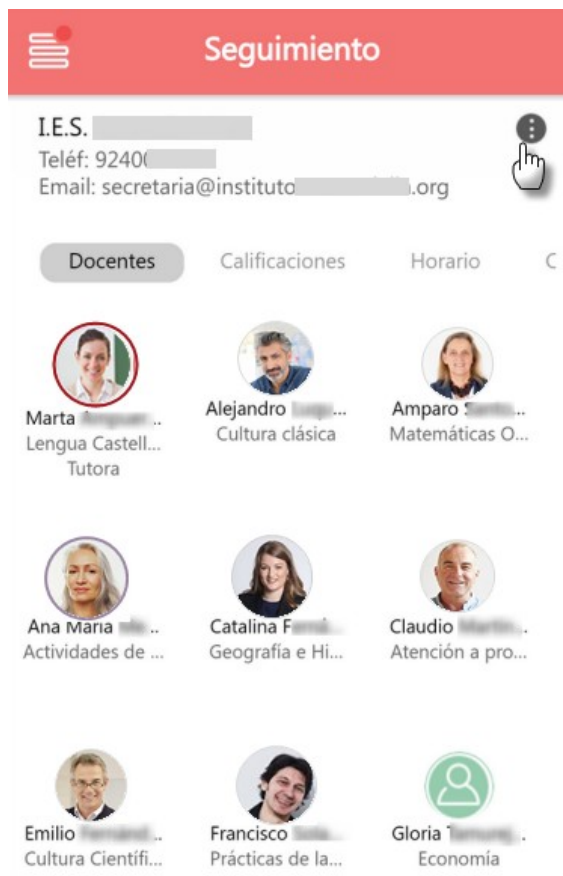 Seguimiento
I.E.S.
Teléf: 9240
Email: secretaria@instituto .org
Docentes Calificaciones Horario C
Marta .. Alejandro ... Amparo ...
Lengua Castell... Cultura clásica Matemáticas O...
Tutora
Ana María .. Catalina F Claudio .
Actividades de ... Geografía e Hi... Atención a pro...
Emilio .. Francisco ... Gloria .
Cultura Científi... Prácticas de la... Economía